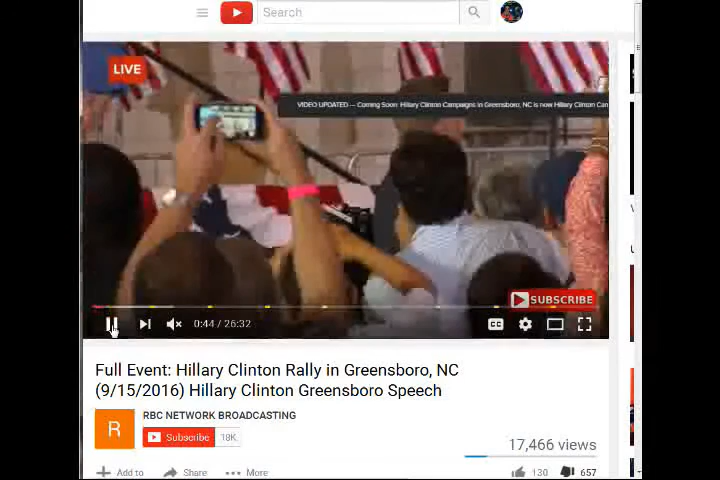 Search
LIVE
VIDEO UPDATED -- Coming Soon: Hillary Clinton Campaigns in Greensboro, NC is now Hillary Clinton Can
SUBSCRIBE
0:44 / 26:32
CC
Full Event: Hillary Clinton Rally in Greensboro, NC
(9/15/2016) Hillary Clinton Greensboro Speech
R
RBC NETWORK BROADCASTING
Subscribe 18K
17,466 views
Add to Share More
130 657